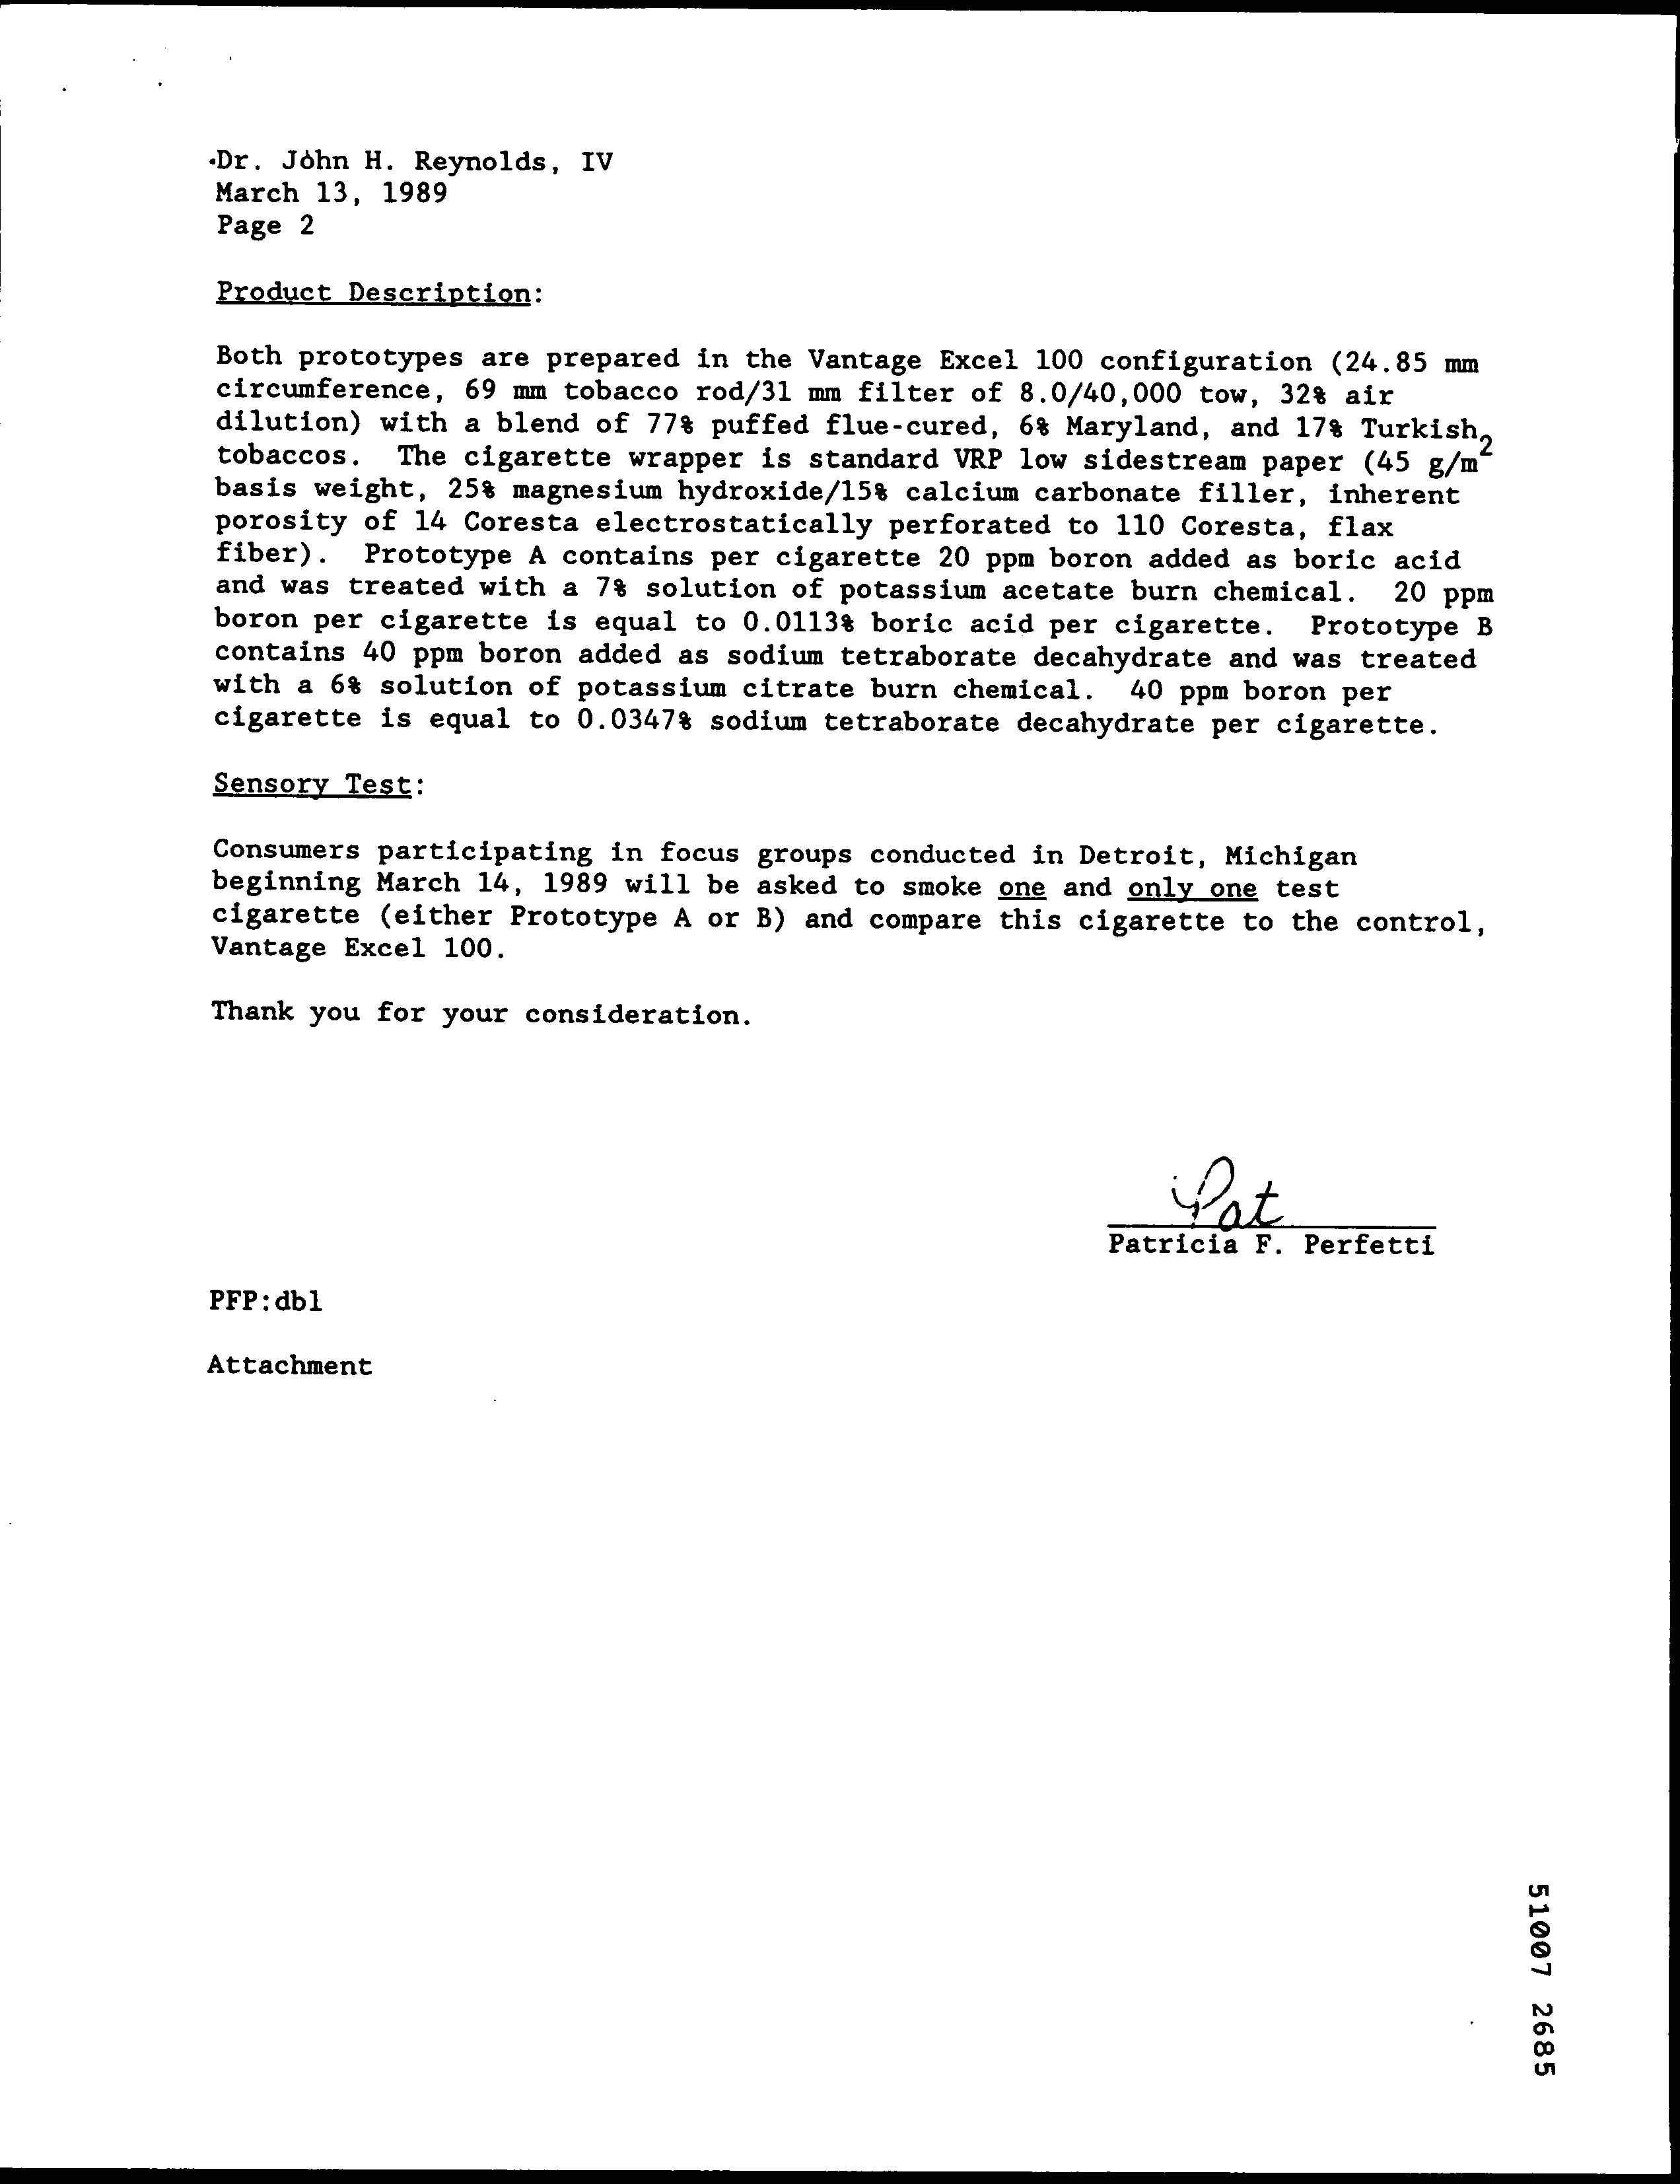 Dr. John H. Reynolds, IV
March 13, 1989
Page 2
Product Description:
Both prototypes are prepared in the Vantage Excel 100 configuration (24.85 mm
circumference, 69 mm tobacco rod/31 mm filter of 8.0/40,000 tow, 32% air
dilution) with a blend of 77% puffed flue-cured, 6% Maryland, and 17% Turkish
tobaccos. The cigarette wrapper is standard VRP low sidestream paper (45 g/m²
basis weight, 25% magnesium hydroxide/15% calcium carbonate filler, inherent
porosity of 14 Coresta electrostatically perforated to 110 Coresta, flax
fiber). Prototype A contains per cigarette 20 ppm boron added as boric acid
and was treated with a 7% solution of potassium acetate burn chemical. 20 ppm
boron per cigarette is equal to 0.0113% boric acid per cigarette. Prototype B
contains 40 ppm boron added as sodium tetraborate decahydrate and was treated
with a 6% solution of potassium citrate burn chemical. 40 ppm boron per
cigarette is equal to 0.0347% sodium tetraborate decahydrate per cigarette.
Sensory Test:
Consumers participating in focus groups conducted in Detroit, Michigan
beginning March 14, 1989 will be asked to smoke one and only one test
cigarette (either Prototype A or B) and compare this cigarette to the control,
Vantage Excel 100.
Thank you for your consideration.
Pat
Patricia F. Perfetti
PFP:dbl
Attachment
51007 2685